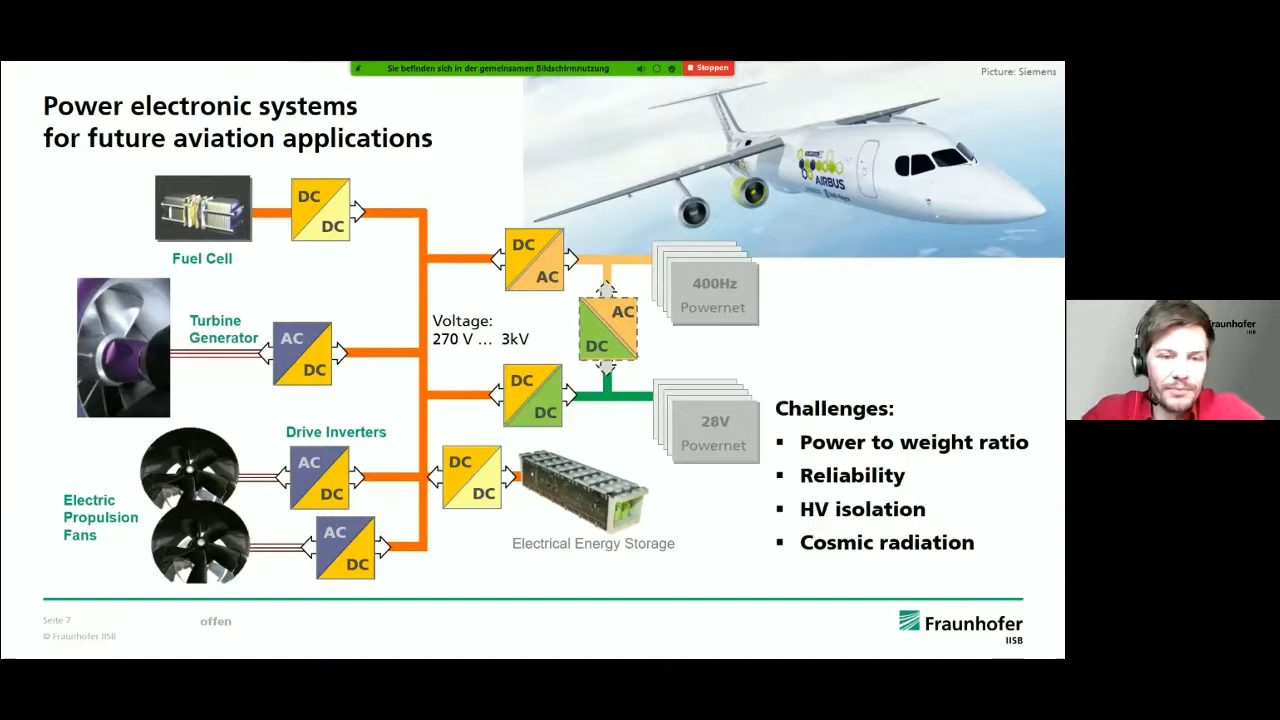 Sie befinden sich in der gemeinsamen Bildschirmnutzung
Stoppen
Picture: Siemens
Power electronic systems
for future aviation applications
AIRBUS
DC
DC
Fuel Cell
DC
AC
400Hz
Powernet
Turbine
Generator
AC
DC
Voltage:
270 V ... 3kV
AC
DC
DC
DC
28V
Powernet
Drive Inverters
AC
DC
DC
DC
Electrical Energy Storage
Electric
Propulsion
Fans
AC
DC
Challenges:
▪ Power to weight ratio
▪ Reliability
▪ HV isolation
▪ Cosmic radiation
Seite 7
© Fraunhofer IISB
offen
Fraunhofer
IISB
Fraunhofer